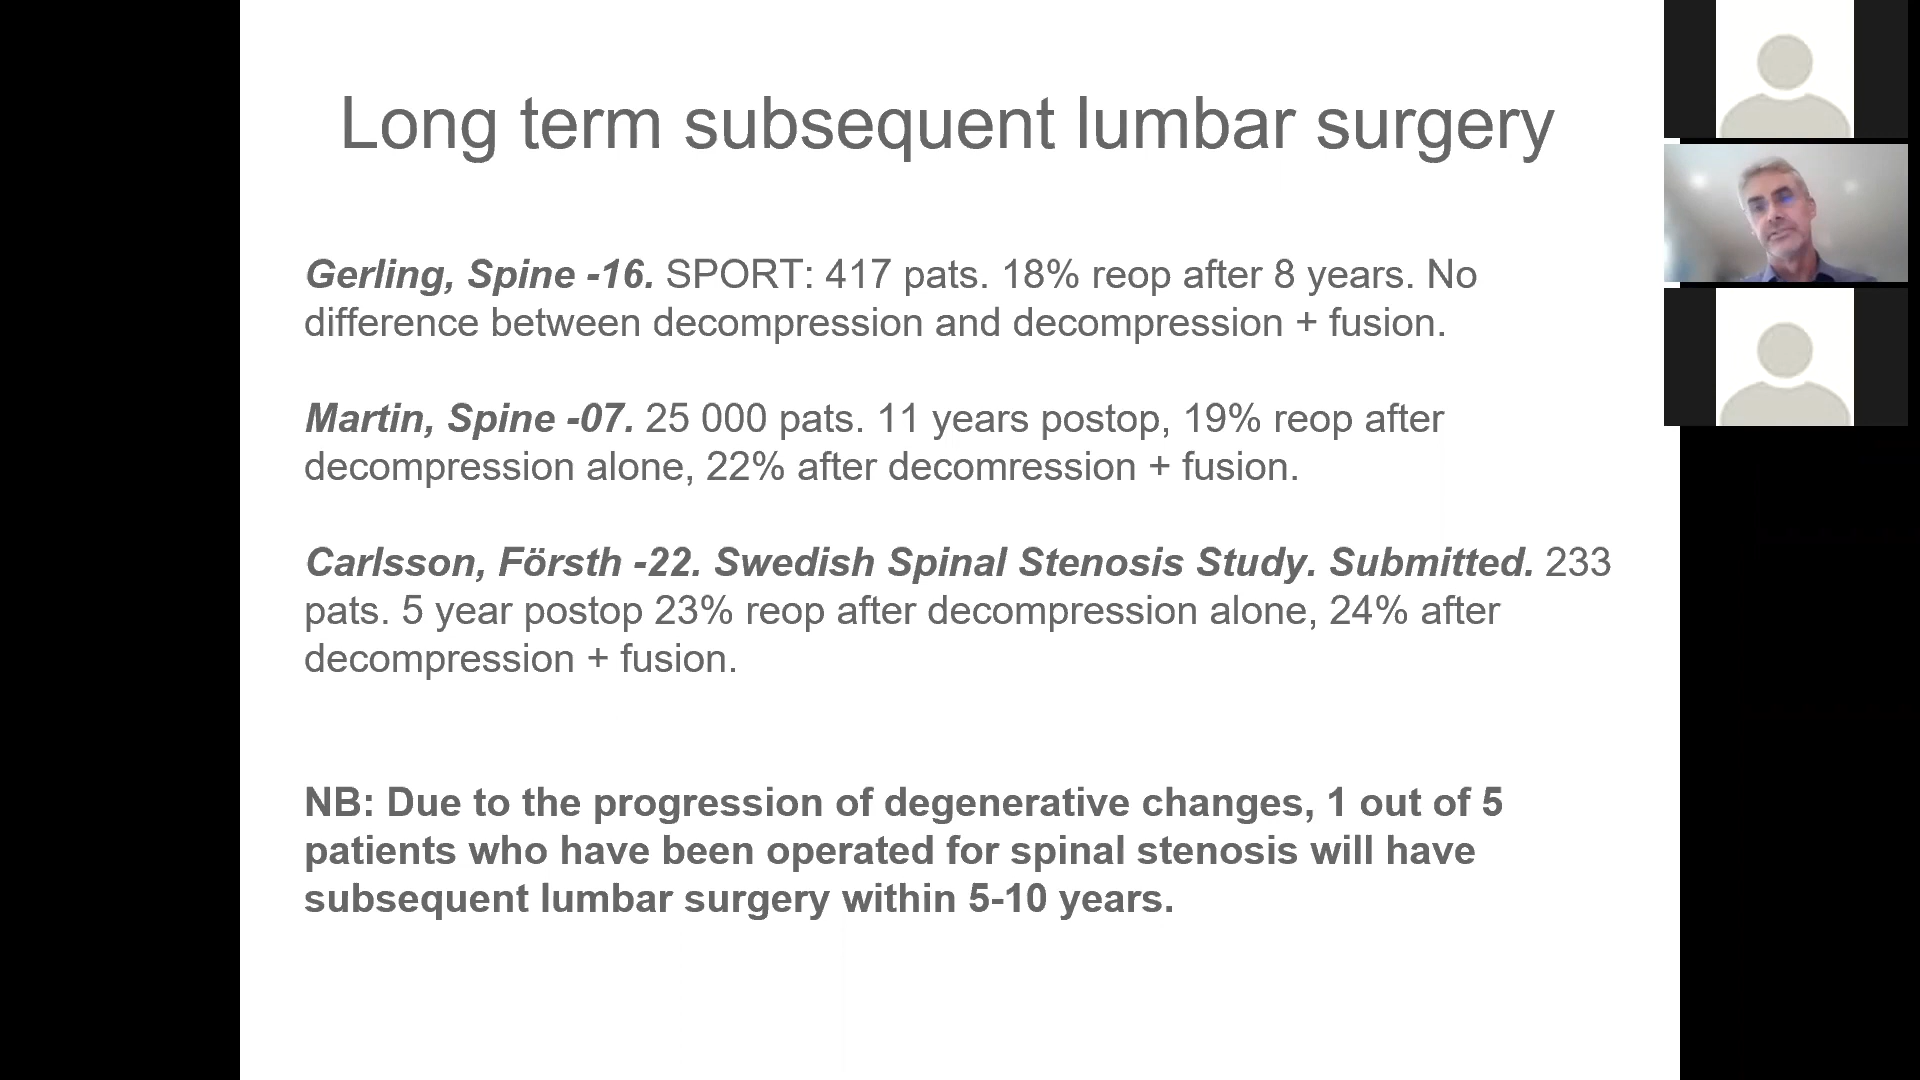 Long term subsequent lumbar surgery
Gerling, Spine -16. SPORT: 417 pats. 18% reop after 8 years. No
difference between decompression and decompression + fusion.
Martin, Spine -07. 25 000 pats. 11 years postop, 19% reop after
decompression alone, 22% after decomression + fusion.
Carlsson, Försth -22. Swedish Spinal Stenosis Study. Submitted. 233
pats. 5 year postop 23% reop after decompression alone, 24% after
decompression + fusion.
NB: Due to the progression of degenerative changes, 1 out of 5
patients who have been operated for spinal stenosis will have
subsequent lumbar surgery within 5-10 years.